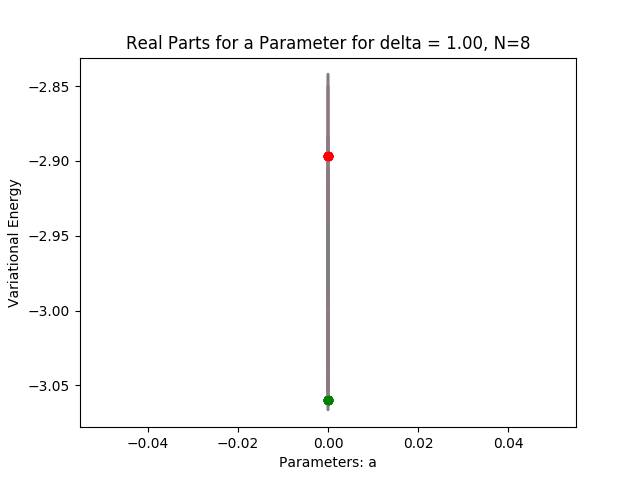 Real Parts for a Parameter for delta = 1.00, N=8
Variational Energy
−2.85
−2.90
−2.95
−3.00
−3.05
−0.04 −0.02 0.00 0.02 0.04
Parameters: a